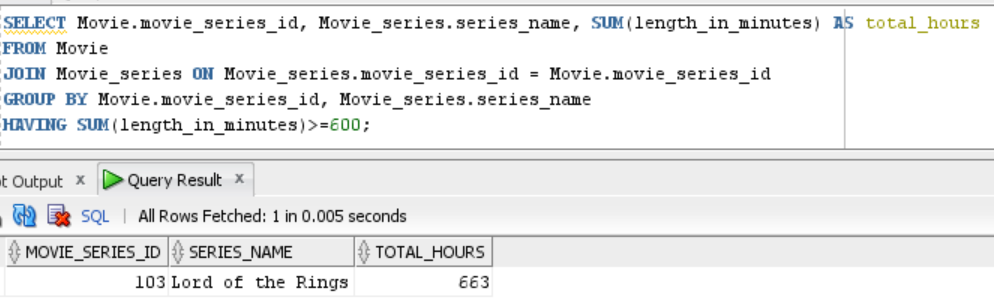 SELECT Movie.movie_series_id, Movie_series.series_name, SUM(length_in_minutes) AS total_hours
FROM Movie
JOIN Movie_series ON Movie_series.movie_series_id = Movie.movie_series_id
GROUP BY Movie.movie_series_id, Movie_series.series_name
HAVING SUM(length_in_minutes)>=600;
t Output x Query Result x
SQL | All Rows Fetched: 1 in 0.005 seconds
MOVIE_SERIES_ID SERIES_NAME TOTAL_HOURS
103 Lord of the Rings 663